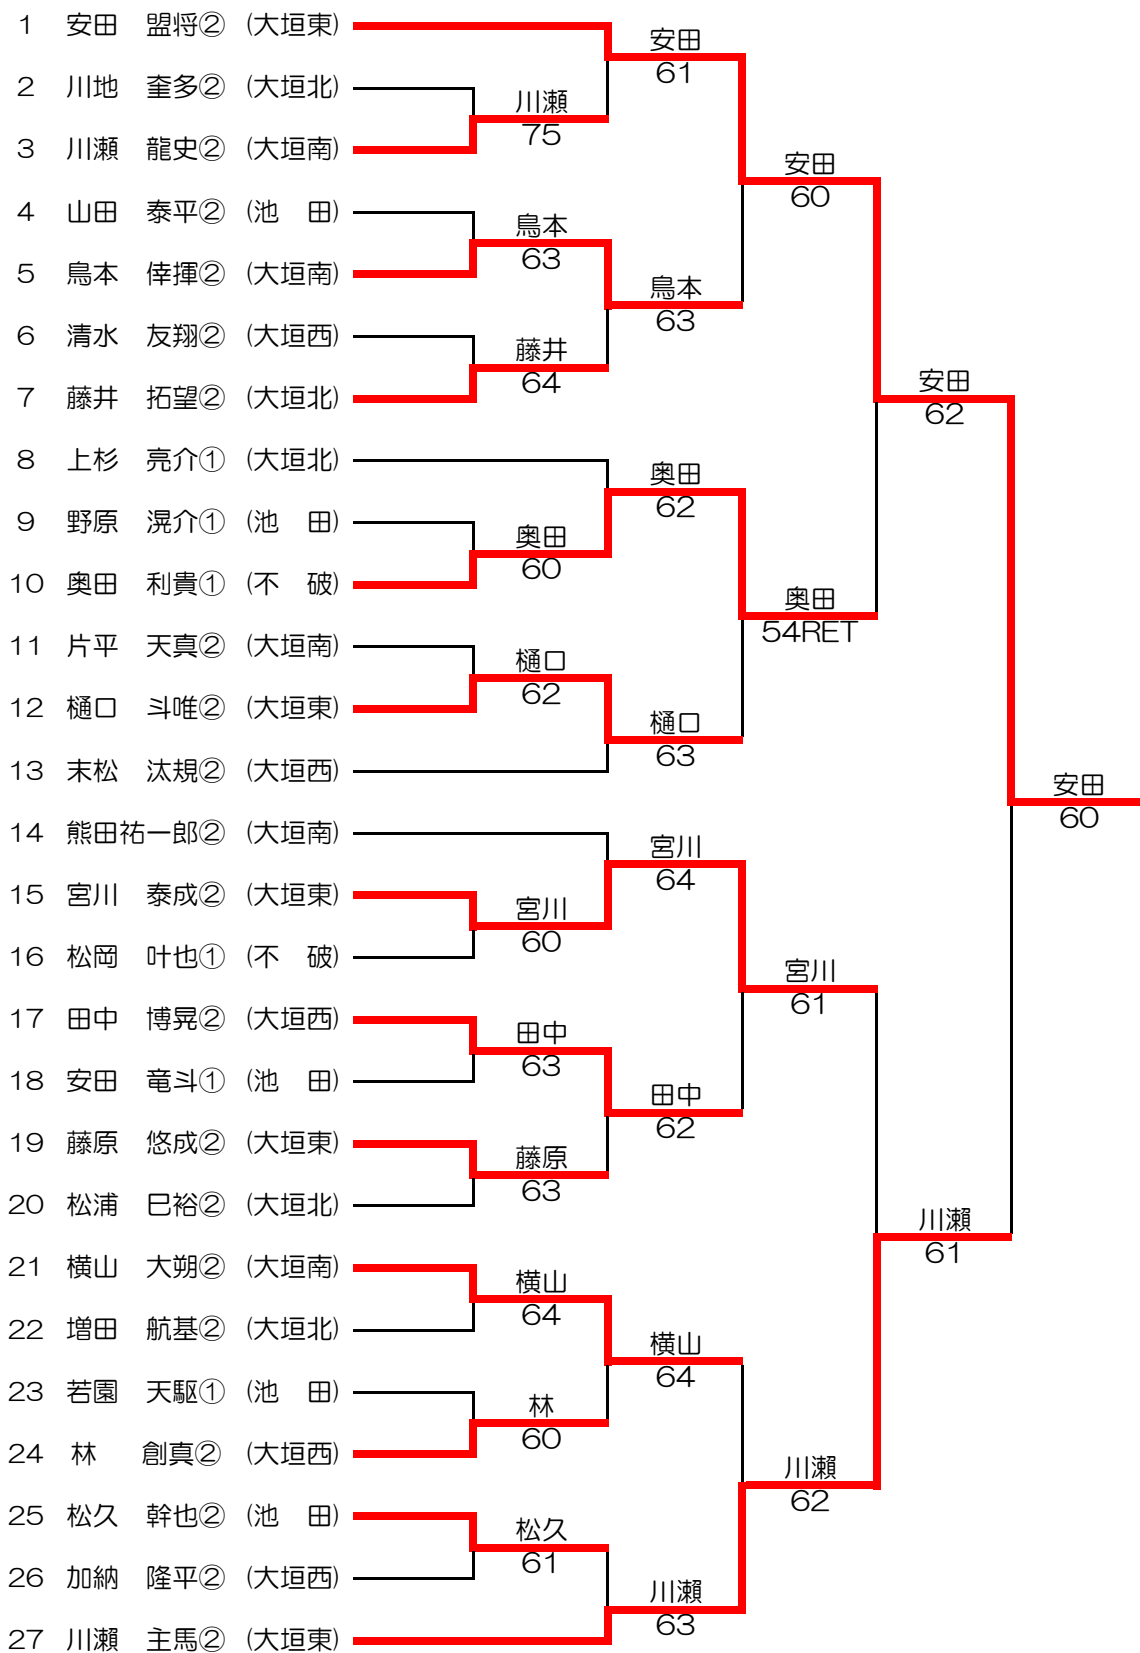 1 安田 盟将② (大垣東)
2 川地 奎多② (大垣北)
3 川瀬 龍史② (大垣南)
4 山田 泰平② (池 田)
5 鳥本 倖揮② (大垣南)
6 清水 友翔② (大垣西)
7 藤井 拓望② (大垣北)
8 上杉 亮介① (大垣北)
9 野原 滉介① (池 田)
10 奥田 利貴① (不 破)
11 片平 天真② (大垣南)
12 樋口 斗唯② (大垣東)
13 末松 汰規② (大垣西)
14 熊田祐一郎② (大垣南)
15 宮川 泰成② (大垣東)
16 松岡 叶也① (不 破)
17 田中 博晃② (大垣西)
18 安田 竜斗① (池 田)
19 藤原 悠成② (大垣東)
20 松浦 巳裕② (大垣北)
21 横山 大朔② (大垣南)
22 増田 航基② (大垣北)
23 若園 天駆① (池 田)
24 林 創真② (大垣西)
25 松久 幹也② (池 田)
26 加納 隆平② (大垣西)
27 川瀬 主馬② (大垣東)
川瀬
75
鳥本
63
藤井
64
奥田
60
樋口
62
宮川
60
田中
63
藤原
63
横山
64
林
60
松久
61
安田
61
鳥本
63
奥田
62
樋口
63
宮川
64
田中
62
横山
64
川瀬
63
安田
60
奥田
54RET
宮川
61
川瀬
62
安田
62
川瀬
61
安田
60